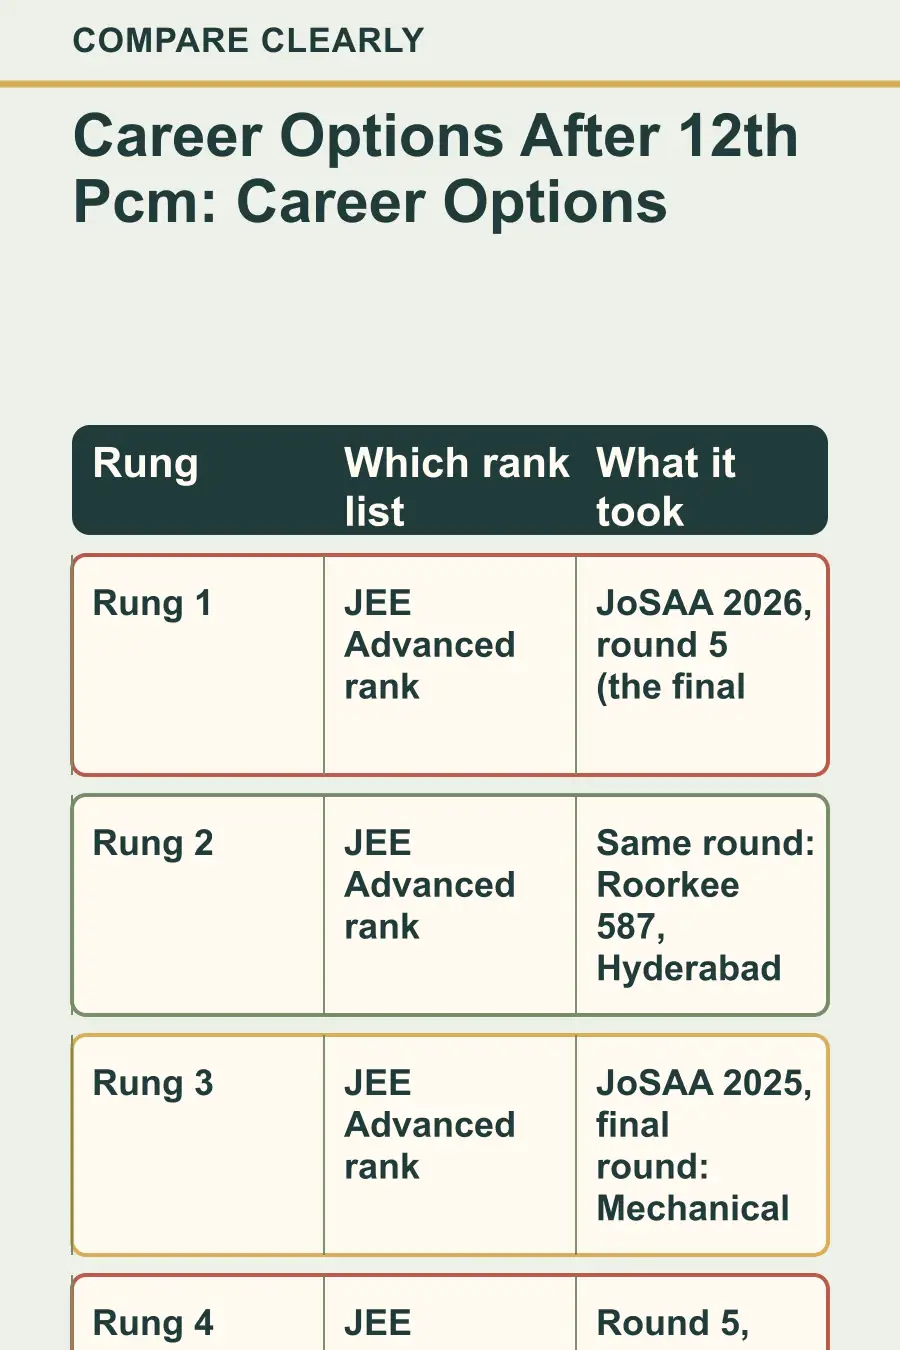 COMPARE CLEARLY
Career Options After 12th
Pcm: Career Options
Rung
Which rank
list
What it
took
Rung 1
JEE
Advanced
rank
JoSAA 2026,
round 5
(the final
Rung 2
JEE
Advanced
rank
Same round:
Roorkee
587,
Hyderabad
Rung 3
JEE
Advanced
rank
JoSAA 2025,
final
round:
Mechanical
Rung 4
JEE
Round 5,